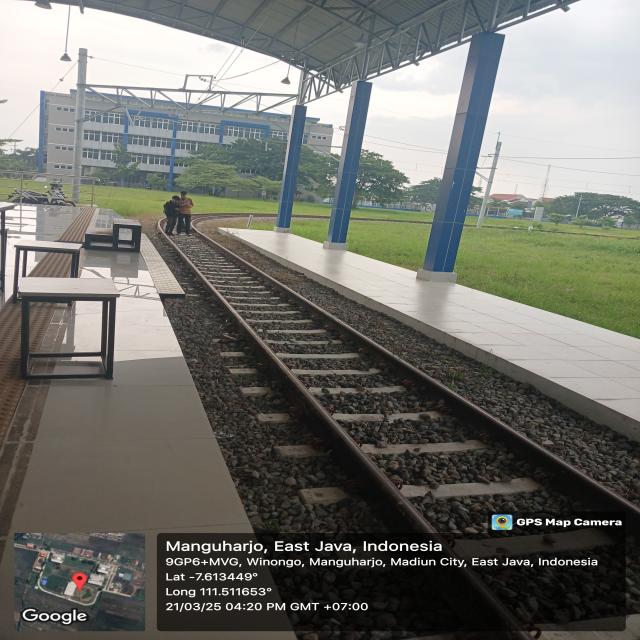 GPS Map Camera
Manguharjo, East Java, Indonesia
9GP6+MVG, Winongo, Manguharjo, Madiun City, East Java, Indonesia
Lat -7.613449°
Long 111.511653°
21/03/25 04:20 PM GMT +07:00
Google